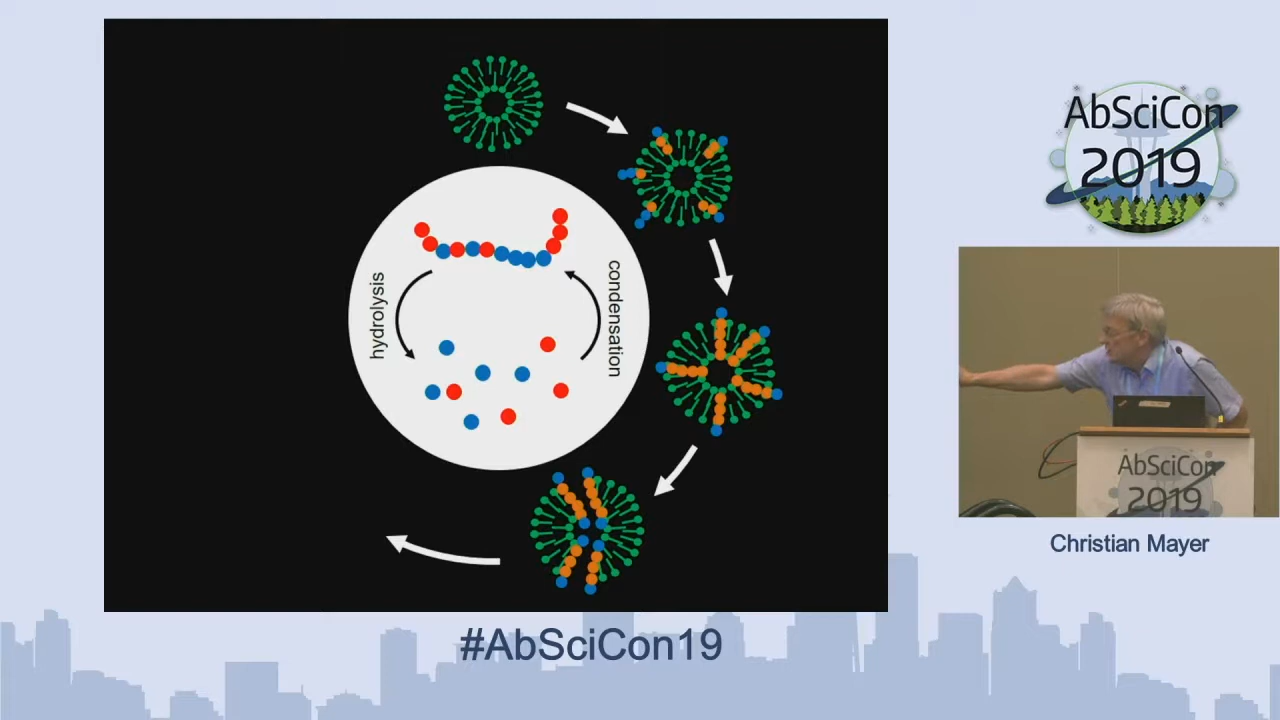 hydrolysis
condensation
AbSciCon
2019
AbSciCon
2019
Christian Mayer
#AbSciCon19